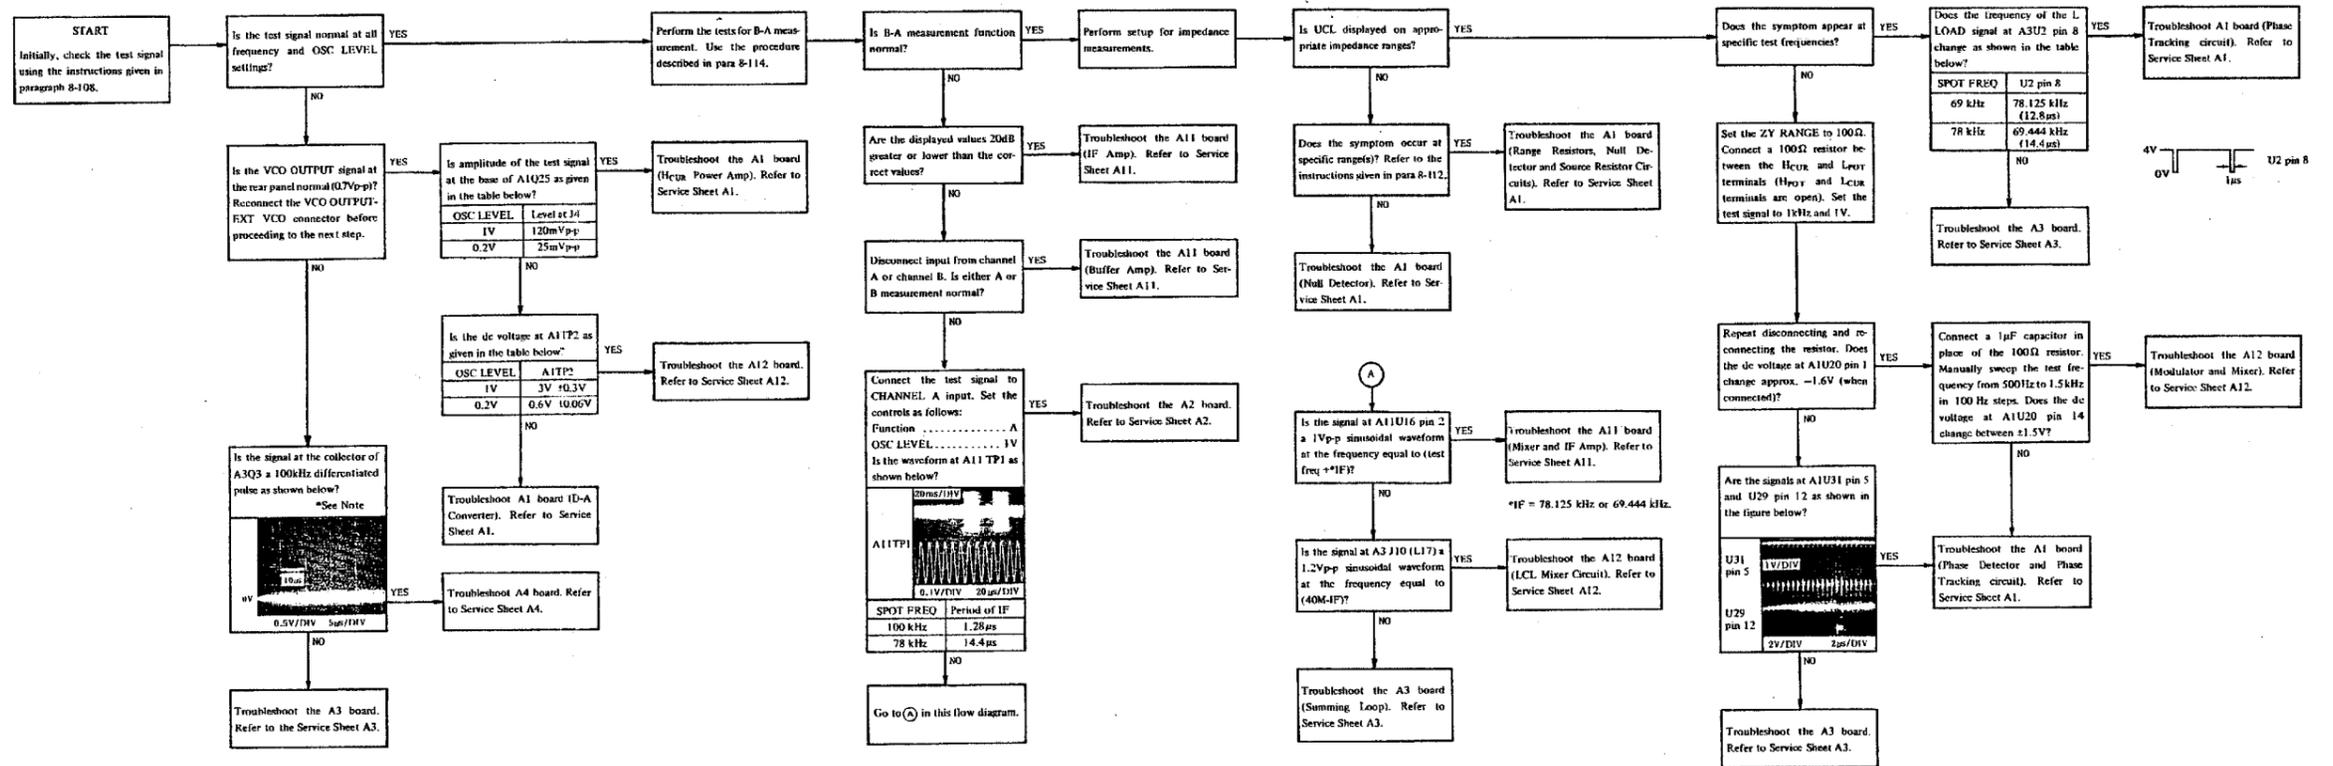 START
Initially, check the test signal
using the instructions given in
paragraph 8-108.
Is the test signal normal at all
frequency and OSC LEVEL
settings?
YES
NO
Perform the tests for B-A meas-
urement. Use the procedure
described in para 8-114.
Is B-A measurement function
normal?
YES
NO
Perform setup for impedance
measurements.
Is UCL displayed on appro-
priate impedance ranges?
YES
NO
Does the symptom appear at
specific test frequencies?
YES
NO
Does the frequency of the L
LOAD signal at A3U2 pin 8
change as shown in the table
below?
SPOT FREQ U2 pin 8
69 kHz 78.125 kHz
(12.8µs)
78 kHz 69.444 kHz
(14.4µs)
YES
NO
Troubleshoot A1 board (Phase
Tracking circuit). Refer to
Service Sheet A1.
4V
0V
1µs
U2 pin 8
Troubleshoot the A3 board.
Refer to Service Sheet A3.
Is the VCO OUTPUT signal at
the rear panel normal (0.7Vp-p)?
Reconnect the VCO OUTPUT-
EXT VCO connector before
proceeding to the next step.
YES
NO
Is amplitude of the test signal
at the base of A1Q25 as given
in the table below?
OSC LEVEL Level at J4
1V 120mVp-p
0.2V 25mVp-p
YES
NO
Troubleshoot the A1 board
(HCUR Power Amp). Refer to
Service Sheet A1.
Are the displayed values 20dB
greater or lower than the cor-
rect values?
YES
NO
Troubleshoot the A11 board
(IF Amp). Refer to Service
Sheet A11.
Does the symptom occur at
specific range(s)? Refer to the
instructions given in para 8-112.
YES
NO
Troubleshoot the A1 board
(Range Resistors, Null De-
tector and Source Resistor Cir-
cuits). Refer to Service Sheet
A1.
Set the ZY RANGE to 100Ω.
Connect a 100Ω resistor be-
tween the HCUR and LPOT
terminals (HPOT and LCUR
terminals are open). Set the
test signal to 1kHz and 1V.
Disconnect input from channel
A or channel B. Is either A or
B measurement normal?
YES
NO
Troubleshoot the A11 board
(Buffer Amp). Refer to Ser-
vice Sheet A11.
Troubleshoot the A1 board
(Null Detector). Refer to Ser-
vice Sheet A1.
Is the dc voltage at A1TP2 as
given in the table below?
OSC LEVEL A1TP2
1V 3V ±0.3V
0.2V 0.6V ±0.06V
YES
NO
Troubleshoot the A12 board.
Refer to Service Sheet A12.
Connect the test signal to
CHANNEL A input. Set the
controls as follows:
Function ............ A
OSC LEVEL.......... 1V
Is the waveform at A11 TP1 as
shown below?
20ms/DIV
A11TP1
0.1V/DIV 20µs/DIV
SPOT FREQ Period of IF
100 kHz 1.28µs
78 kHz 14.4µs
YES
NO
Troubleshoot the A2 board.
Refer to Service Sheet A2.
Go to A in this flow diagram.
A
Is the signal at A11U16 pin 2
a 1Vp-p sinusoidal waveform
at the frequency equal to (test
freq +*IF)?
YES
NO
Troubleshoot the A11 board
(Mixer and IF Amp). Refer to
Service Sheet A11.
*IF = 78.125 kHz or 69.444 kHz.
Is the signal at A3 J10 (L17) a
1.2Vp-p sinusoidal waveform
at the frequency equal to
(40M-IF)?
YES
NO
Troubleshoot the A12 board
(LCL Mixer Circuit). Refer to
Service Sheet A12.
Troubleshoot the A3 board
(Summing Loop). Refer to
Service Sheet A3.
Repeat disconnecting and re-
connecting the resistor. Does
the dc voltage at A1U20 pin 1
change approx. −1.6V (when
connected)?
YES
NO
Connect a 1µF capacitor in
place of the 100Ω resistor.
Manually sweep the test fre-
quency from 500Hz to 1.5kHz
in 100 Hz steps. Does the dc
voltage at A1U20 pin 14
change between ±1.5V?
YES
NO
Troubleshoot the A12 board
(Modulator and Mixer). Refer
to Service Sheet A12.
Are the signals at A1U31 pin 5
and U29 pin 12 as shown in
the figure below?
U31
pin 5
1V/DIV
U29
pin 12
2V/DIV 2µs/DIV
YES
NO
Troubleshoot the A1 board
(Phase Detector and Phase
Tracking circuit). Refer to
Service Sheet A1.
Troubleshoot the A3 board.
Refer to Service Sheet A3.
Is the signal at the collector of
A3Q3 a 100kHz differentiated
pulse as shown below?
*See Note
10µs
0V
0.5V/DIV 5µs/DIV
YES
NO
Troubleshoot A1 board (D-A
Converter). Refer to Service
Sheet A1.
Troubleshoot A4 board. Refer
to Service Sheet A4.
Troubleshoot the A3 board.
Refer to the Service Sheet A3.